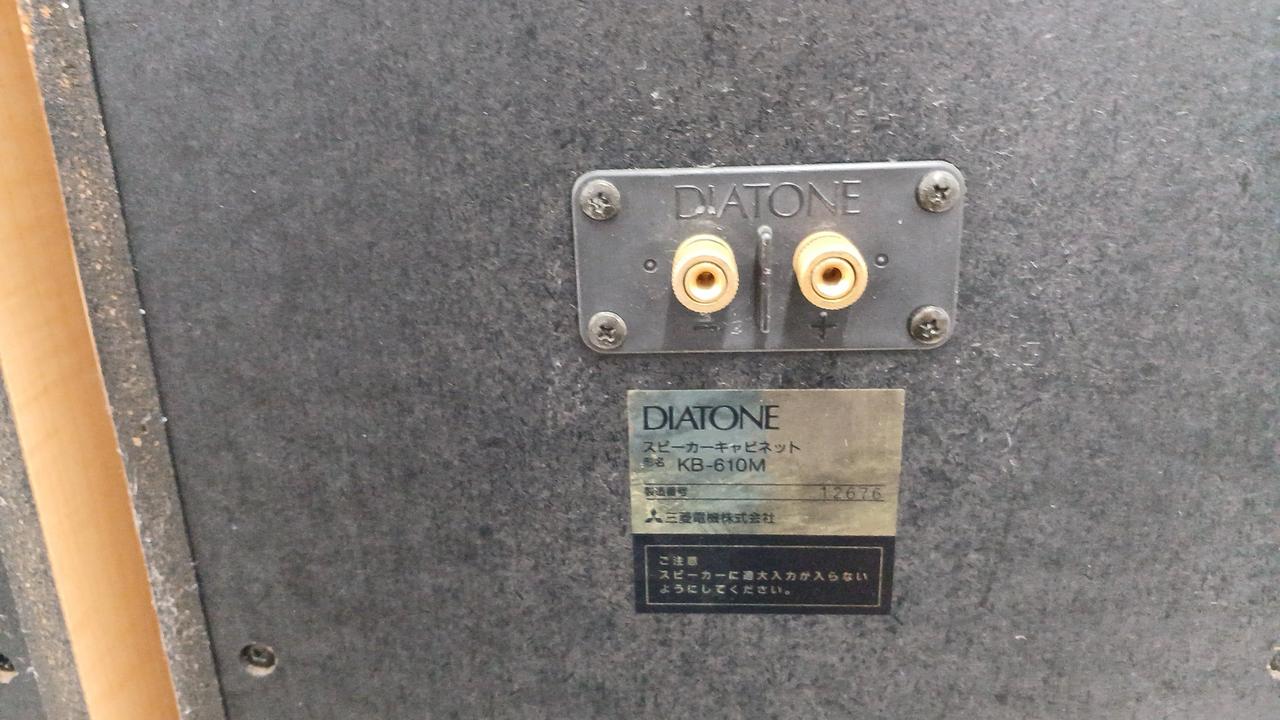 DIATONE
− +
DIATONE
スピーカーキャビネット
形名 KB-610M
製造番号 12676
三菱電機株式会社
ご注意
スピーカーに過大入力が入らない
ようにしてください。